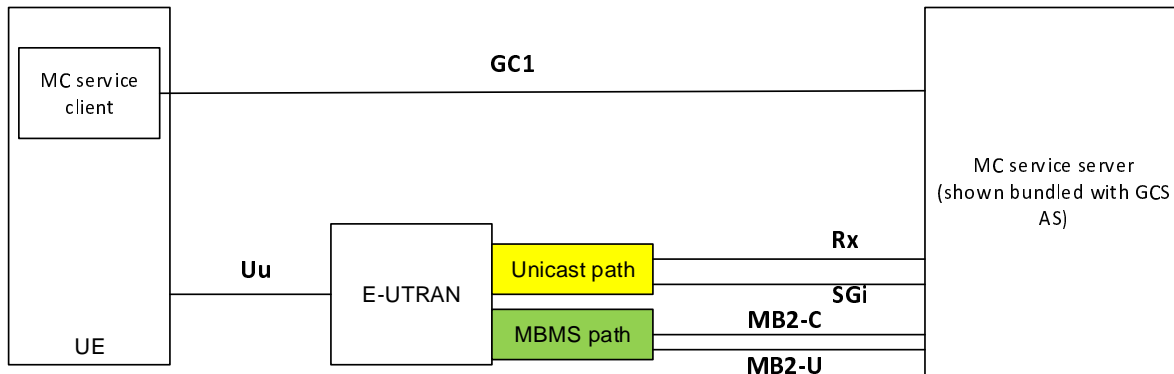 GC1
MC service
client
MC service server
(shown bundled with GCS
AS)
Rx
Uu
Unicast path
E-UTRAN
SGi
MB2-C
MBMS path
UE
MB2-U